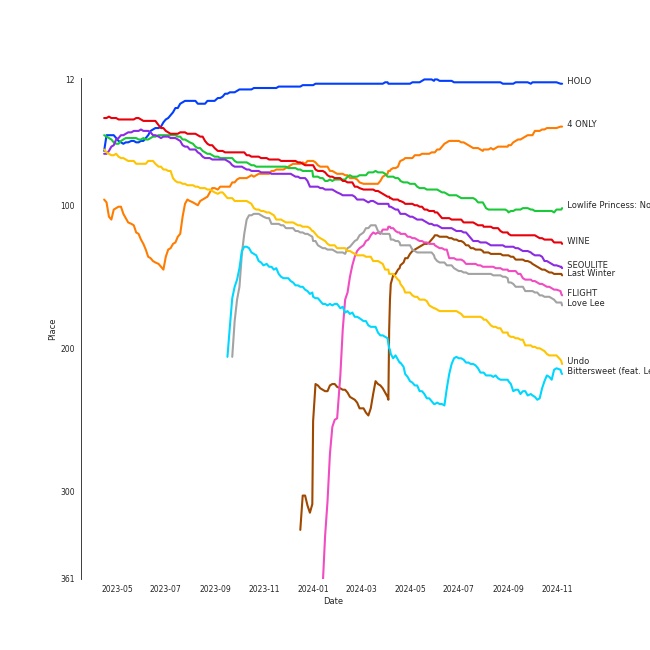 12
HOLO
4 ONLY
100
Lowlife Princess: No
WINE
SEOULITE
Last Winter
FLIGHT
Love Lee
Place
200
Undo
Bittersweet (feat. Le
300
361
2023-05 2023-07 2023-09 2023-11 2024-01 2024-03 2024-05 2024-07 2024-09 2024-11
Date